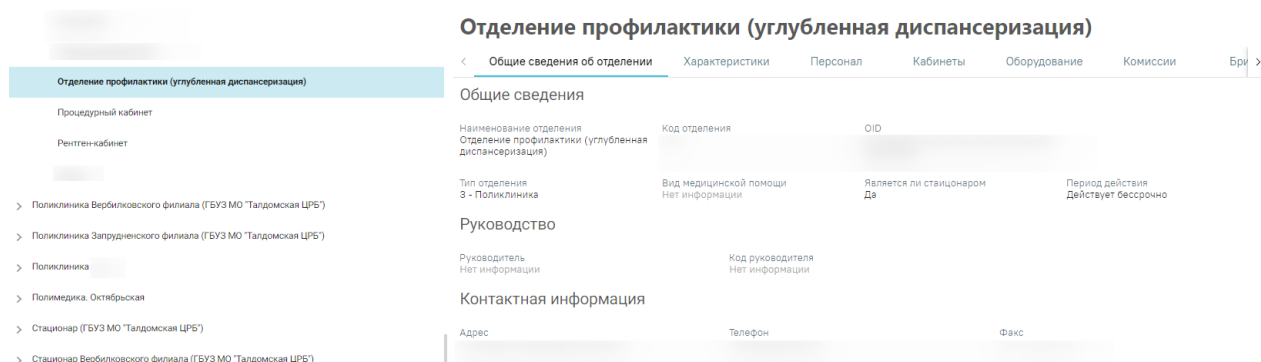 Отделение профилактики (углубленная диспансеризация)
Процедурный кабинет
Рентген-кабинет
Поликлиника Вербилковского филиала (ГБУЗ МО "Талдомская ЦРБ")
Поликлиника Запрудненского филиала (ГБУЗ МО "Талдомская ЦРБ")
Поликлиника
Полимедика. Октябрьская
Стационар (ГБУЗ МО "Талдомская ЦРБ")
Стационар Вербилковского филиала (ГБУЗ МО "Талдомская ЦРБ")
Отделение профилактики (углубленная диспансеризация)
Общие сведения об отделении Характеристики Персонал Кабинеты Оборудование Комиссии Бри
Общие сведения
Наименование отделения Код отделения OID
Отделение профилактики (углубленная
диспансеризация)
Тип отделения Вид медицинской помощи Является ли стаицонаром Период действия
3 - Поликлиника Нет информации Да Действует бессрочно
Руководство
Руководитель Код руководителя
Нет информации Нет информации
Контактная информация
Адрес Телефон Факс